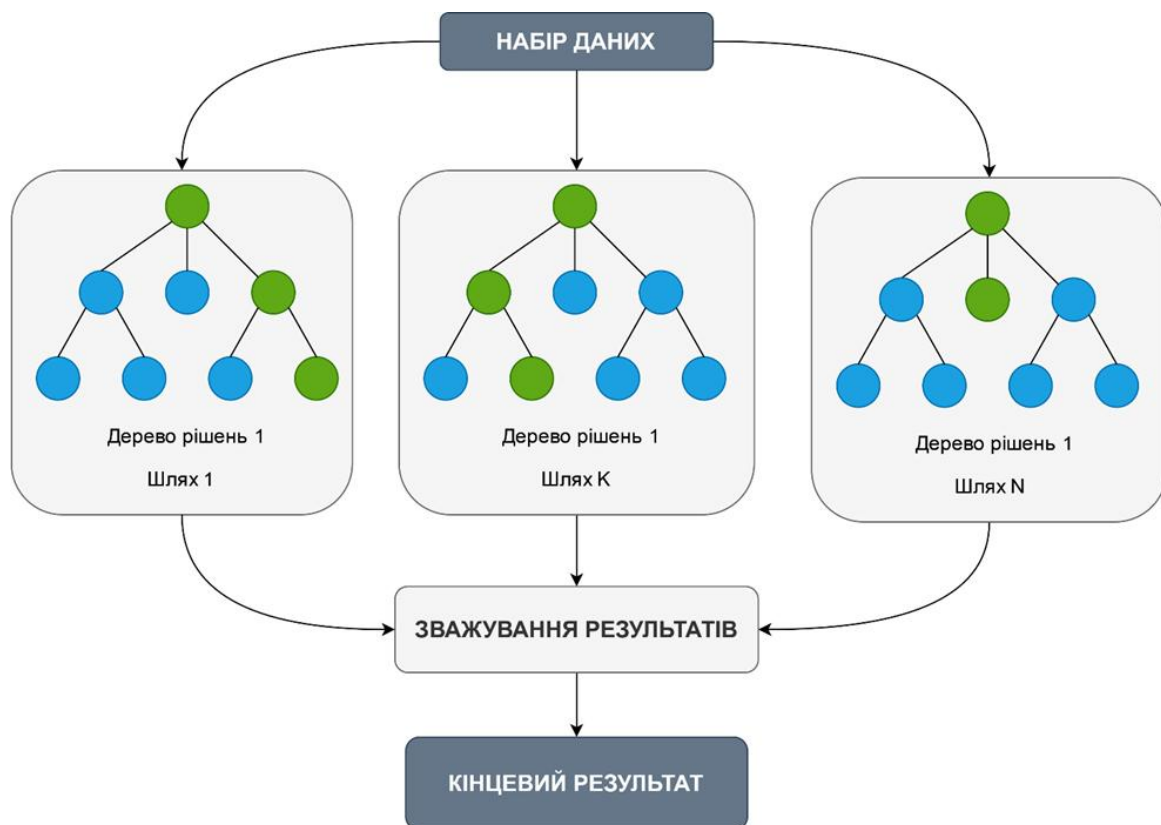 НАБІР ДАНИХ
Дерево рішень 1
Шлях 1
Дерево рішень 1
Шлях K
Дерево рішень 1
Шлях N
ЗВАЖУВАННЯ РЕЗУЛЬТАТІВ
КІНЦЕВИЙ РЕЗУЛЬТАТ